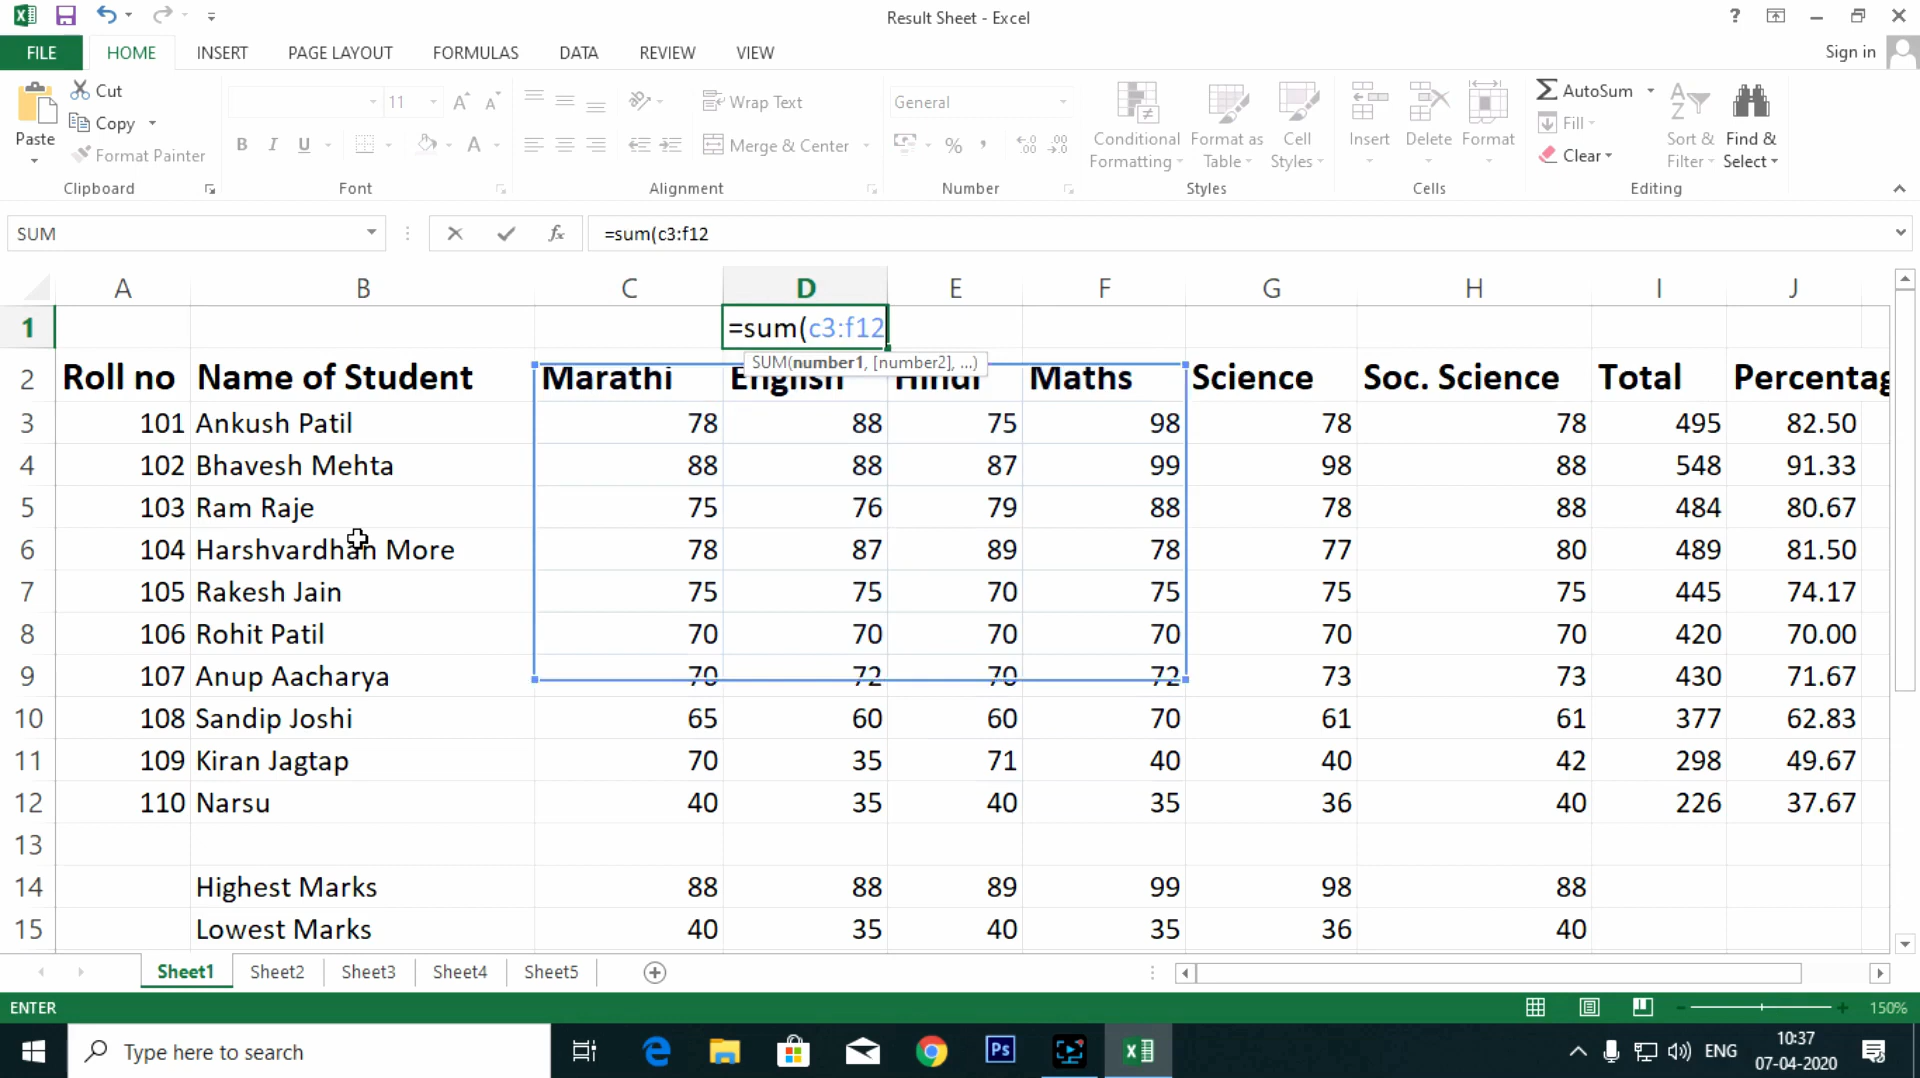 Result Sheet - Excel
?
FILE HOME INSERT PAGE LAYOUT FORMULAS DATA REVIEW VIEW Sign in
Paste Cut Copy Format Painter
Clipboard
11
B I U A
Font
Wrap Text
Merge & Center
Alignment
General
%
Number
Conditional Formatting Format as Table Cell Styles
Styles
Insert Delete Format
Cells
AutoSum Fill Clear
Sort & Filter Find & Select
Editing
SUM fx =sum(c3:f12
A B C D E F G H I J
1 =sum(c3:f12
SUM(number1, [number2], ...)
2 Roll no Name of Student Marathi English Hindi Maths Science Soc. Science Total Percentag
3 101 Ankush Patil 78 88 75 98 78 78 495 82.50
4 102 Bhavesh Mehta 88 88 87 99 98 88 548 91.33
5 103 Ram Raje 75 76 79 88 78 88 484 80.67
6 104 Harshvardhan More 78 87 89 78 77 80 489 81.50
7 105 Rakesh Jain 75 75 70 75 75 75 445 74.17
8 106 Rohit Patil 70 70 70 70 70 70 420 70.00
9 107 Anup Aacharya 70 72 70 72 73 73 430 71.67
10 108 Sandip Joshi 65 60 60 70 61 61 377 62.83
11 109 Kiran Jagtap 70 35 71 40 40 42 298 49.67
12 110 Narsu 40 35 40 35 36 40 226 37.67
13
14 Highest Marks 88 88 89 99 98 88
15 Lowest Marks 40 35 40 35 36 40
Sheet1 Sheet2 Sheet3 Sheet4 Sheet5
ENTER 150%
Type here to search Ps ENG 10:37
07-04-2020